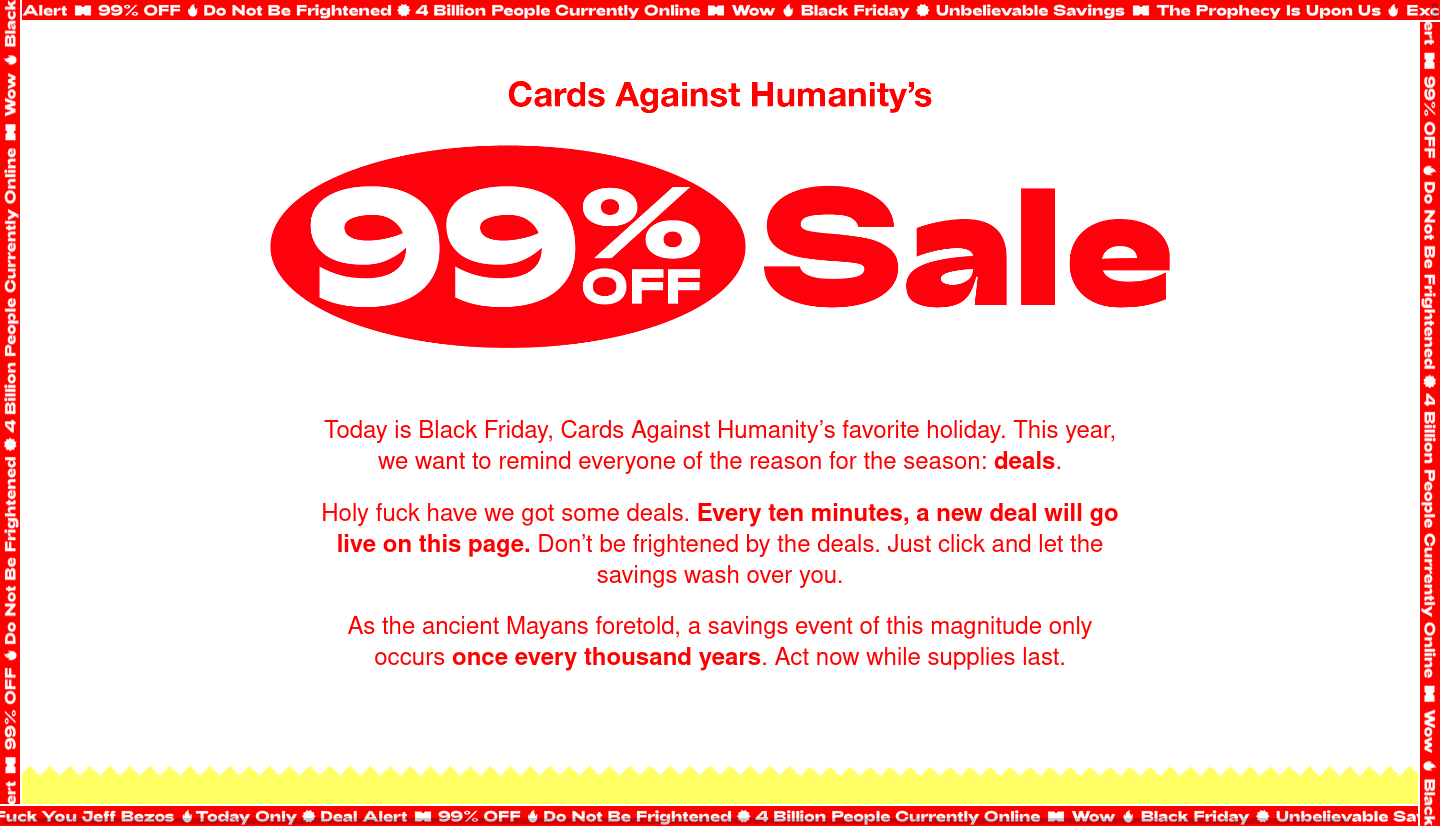 Alert 99% OFF Do Not Be Frightened 4 Billion People Currently Online Wow Black Friday Unbelievable Savings The Prophecy Is Upon Us
Black
Wow
4 Billion People Currently Online
Do Not Be Frightened
99% OFF
Cards Against Humanity’s
99% OFF Sale
Today is Black Friday, Cards Against Humanity’s favorite holiday. This year,
we want to remind everyone of the reason for the season: deals.
Holy fuck have we got some deals. Every ten minutes, a new deal will go
live on this page. Don’t be frightened by the deals. Just click and let the
savings wash over you.
As the ancient Mayans foretold, a savings event of this magnitude only
occurs once every thousand years. Act now while supplies last.
99% OFF
Do Not Be Frightened
4 Billion People Currently Online
Wow
Black
Fuck You Jeff Bezos Today Only Deal Alert 99% OFF Do Not Be Frightened 4 Billion People Currently Online Wow Black Friday Unbelievable